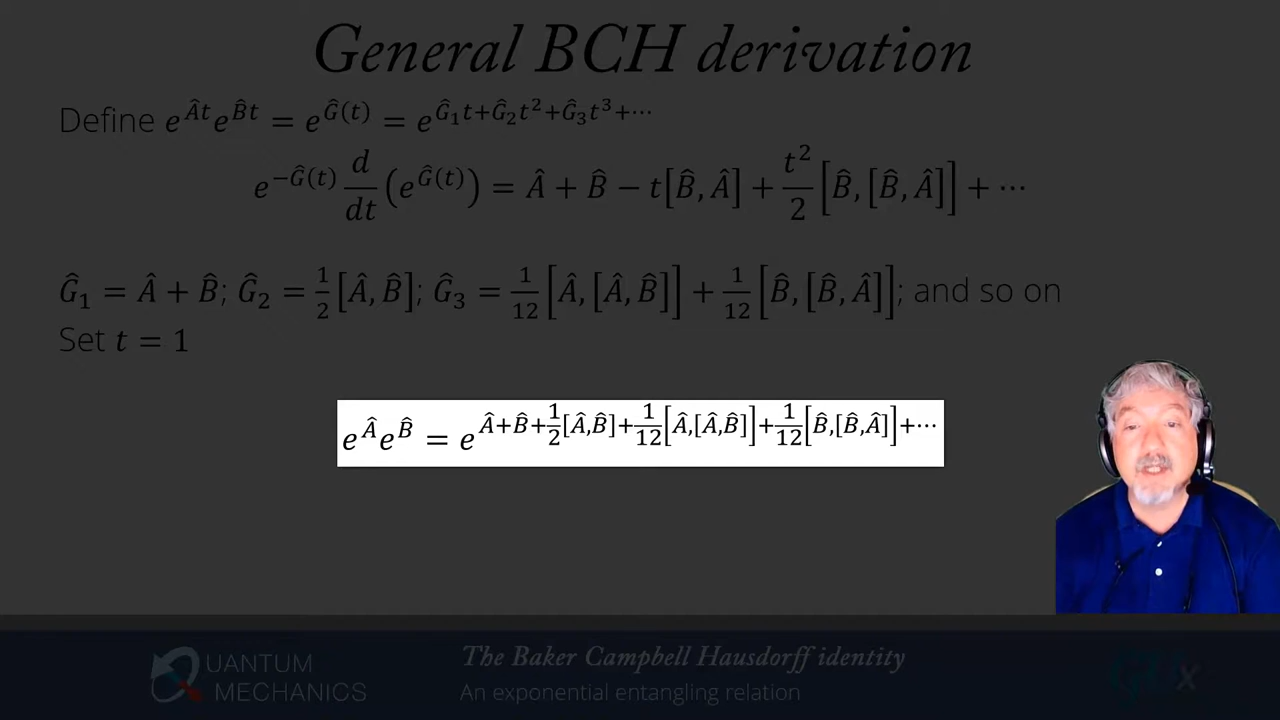 General BCH derivation
Define e^{Ât}e^{B̂t} = e^{Ĝ(t)} = e^{Ĝ₁t+Ĝ₂t²+Ĝ₃t³+⋯}
e^{−Ĝ(t)} d/dt (e^{Ĝ(t)}) = Â + B̂ − t[B̂, Â] + t²/2 [B̂, [B̂, Â]] + ⋯
Ĝ₁ = Â + B̂; Ĝ₂ = 1/2 [Â, B̂]; Ĝ₃ = 1/12 [Â, [Â, B̂]] + 1/12 [B̂, [B̂, Â]]; and so on
Set t = 1
e^{Â}e^{B̂} = e^{Â+B̂+1/2[Â,B̂]+1/12[Â,[Â,B̂]]+1/12[B̂,[B̂,Â]]+⋯}
UANTUM
MECHANICS
The Baker Campbell Hausdorff identity
An exponential entangling relation
GUx